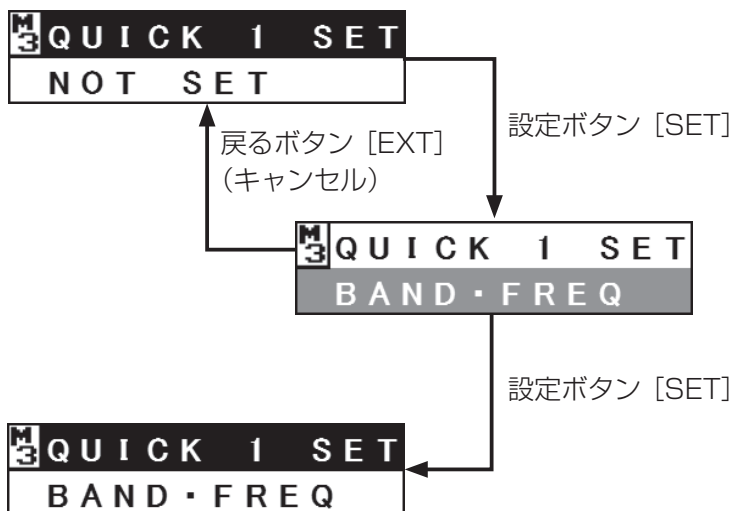 M3 QUICK 1 SET
NOT SET
設定ボタン［SET］
戻るボタン［EXT］
（キャンセル）
M3 QUICK 1 SET
BAND・FREQ
設定ボタン［SET］
M3 QUICK 1 SET
BAND・FREQ